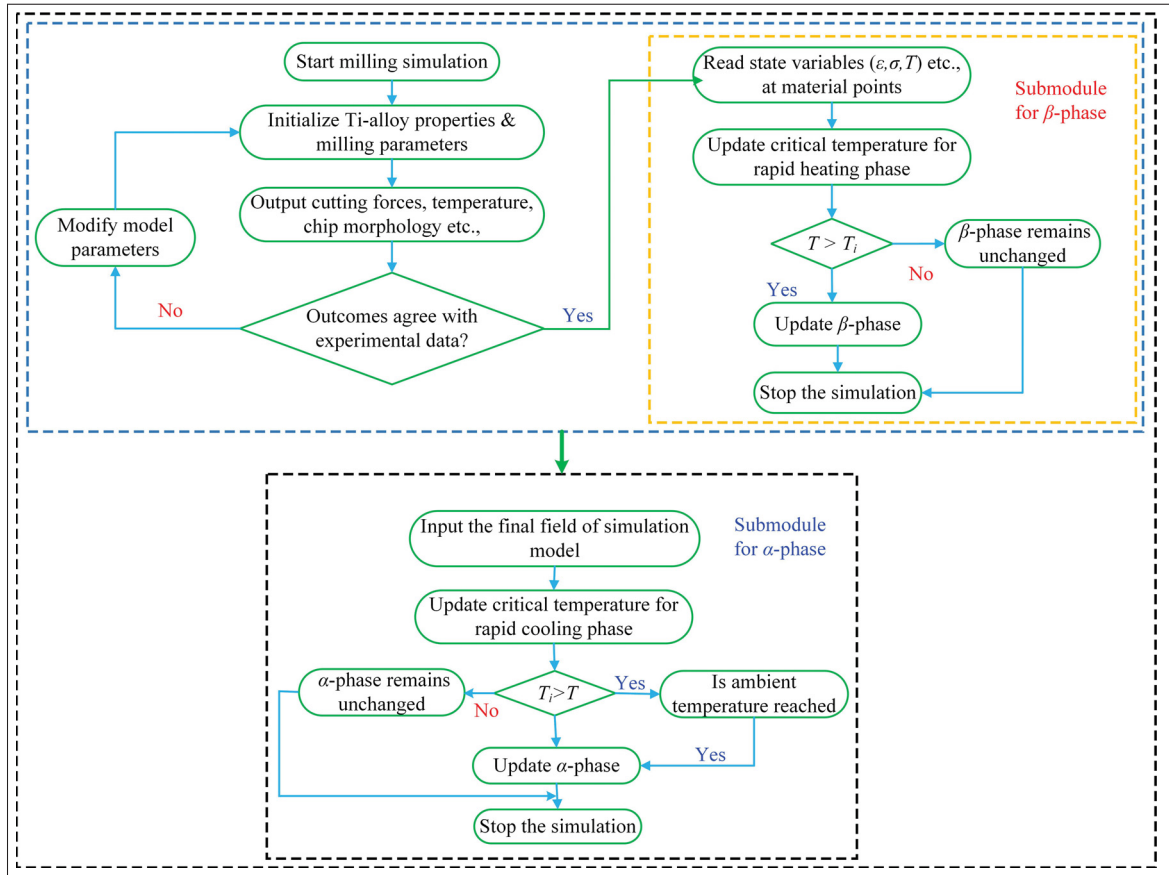 Start milling simulation
Initialize Ti-alloy properties &
milling parameters
Output cutting forces, temperature,
chip morphology etc.,
Modify model
parameters
No
Outcomes agree with
experimental data?
Yes
Read state variables (ε,σ,T) etc.,
at material points
Submodule
for β-phase
Update critical temperature for
rapid heating phase
T > Ti
No
β-phase remains
unchanged
Yes
Update β-phase
Stop the simulation
Input the final field of simulation
model
Submodule
for α-phase
Update critical temperature for
rapid cooling phase
α-phase remains
unchanged
No
Ti>T
Yes
Is ambient
temperature reached
Yes
Update α-phase
Stop the simulation